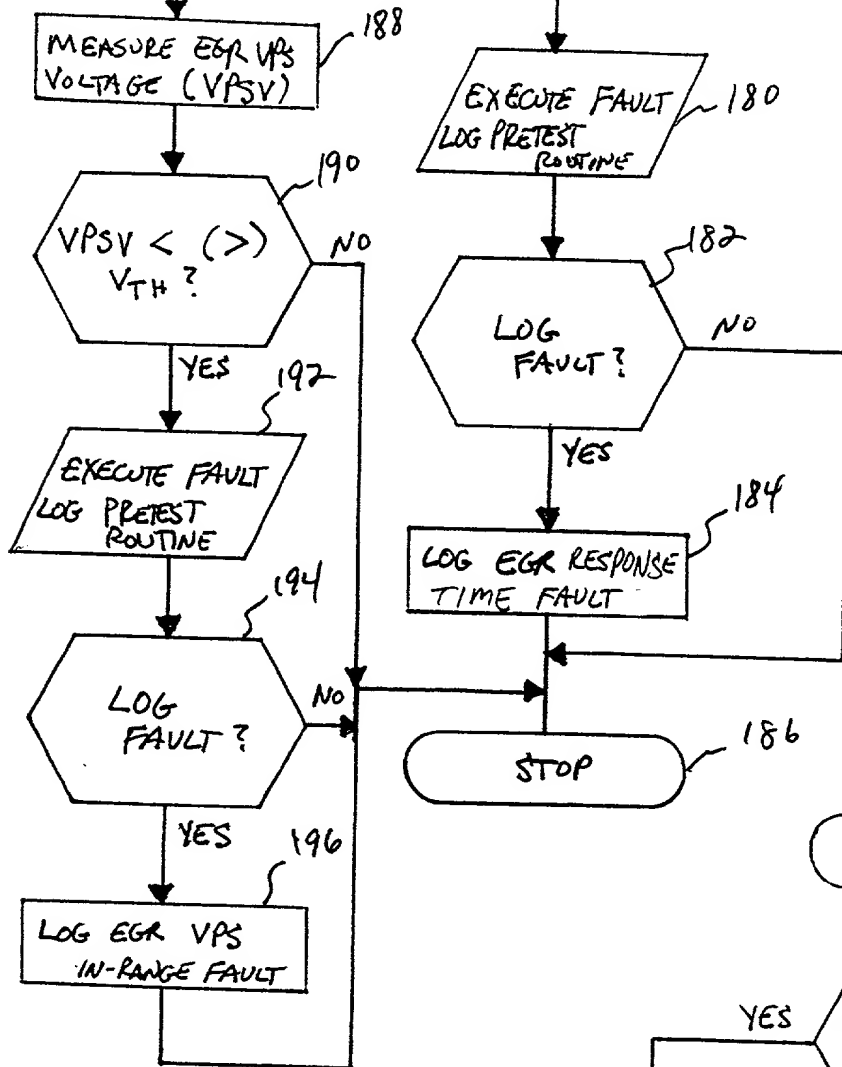 188
MEASURE EGR VPS
VOLTAGE (VPSV)
190
VPSV < (>)
VTH?
NO
YES
192
EXECUTE FAULT
LOG PRETEST
ROUTINE
194
LOG
FAULT?
NO
YES
196
LOG EGR VPS
IN-RANGE FAULT
180
EXECUTE FAULT
LOG PRETEST
ROUTINE
182
LOG
FAULT?
NO
YES
184
LOG EGR RESPONSE
TIME FAULT
186
STOP
YES